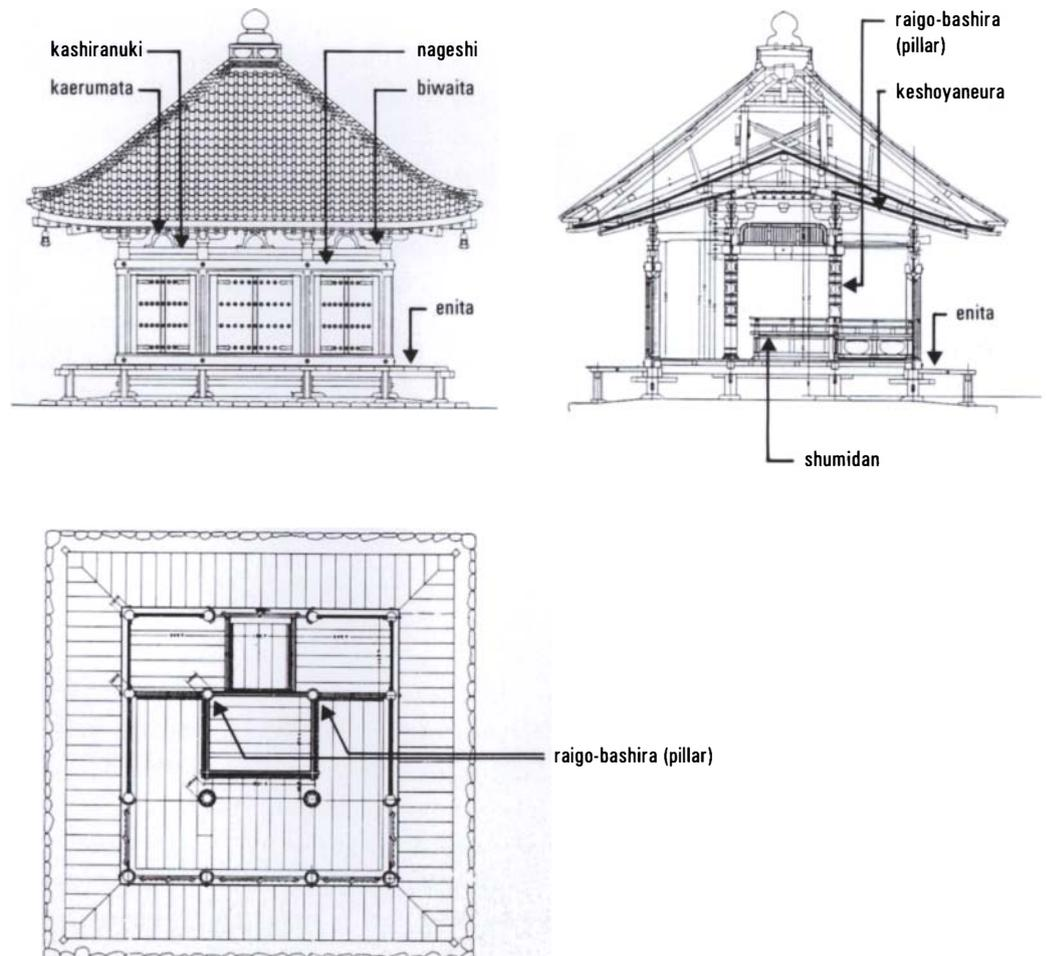 kashiranuki
nageshi
kaerumata
biwaita
enita
raigo-bashira
(pillar)
keshoyaneura
enita
shumidan
raigo-bashira (pillar)